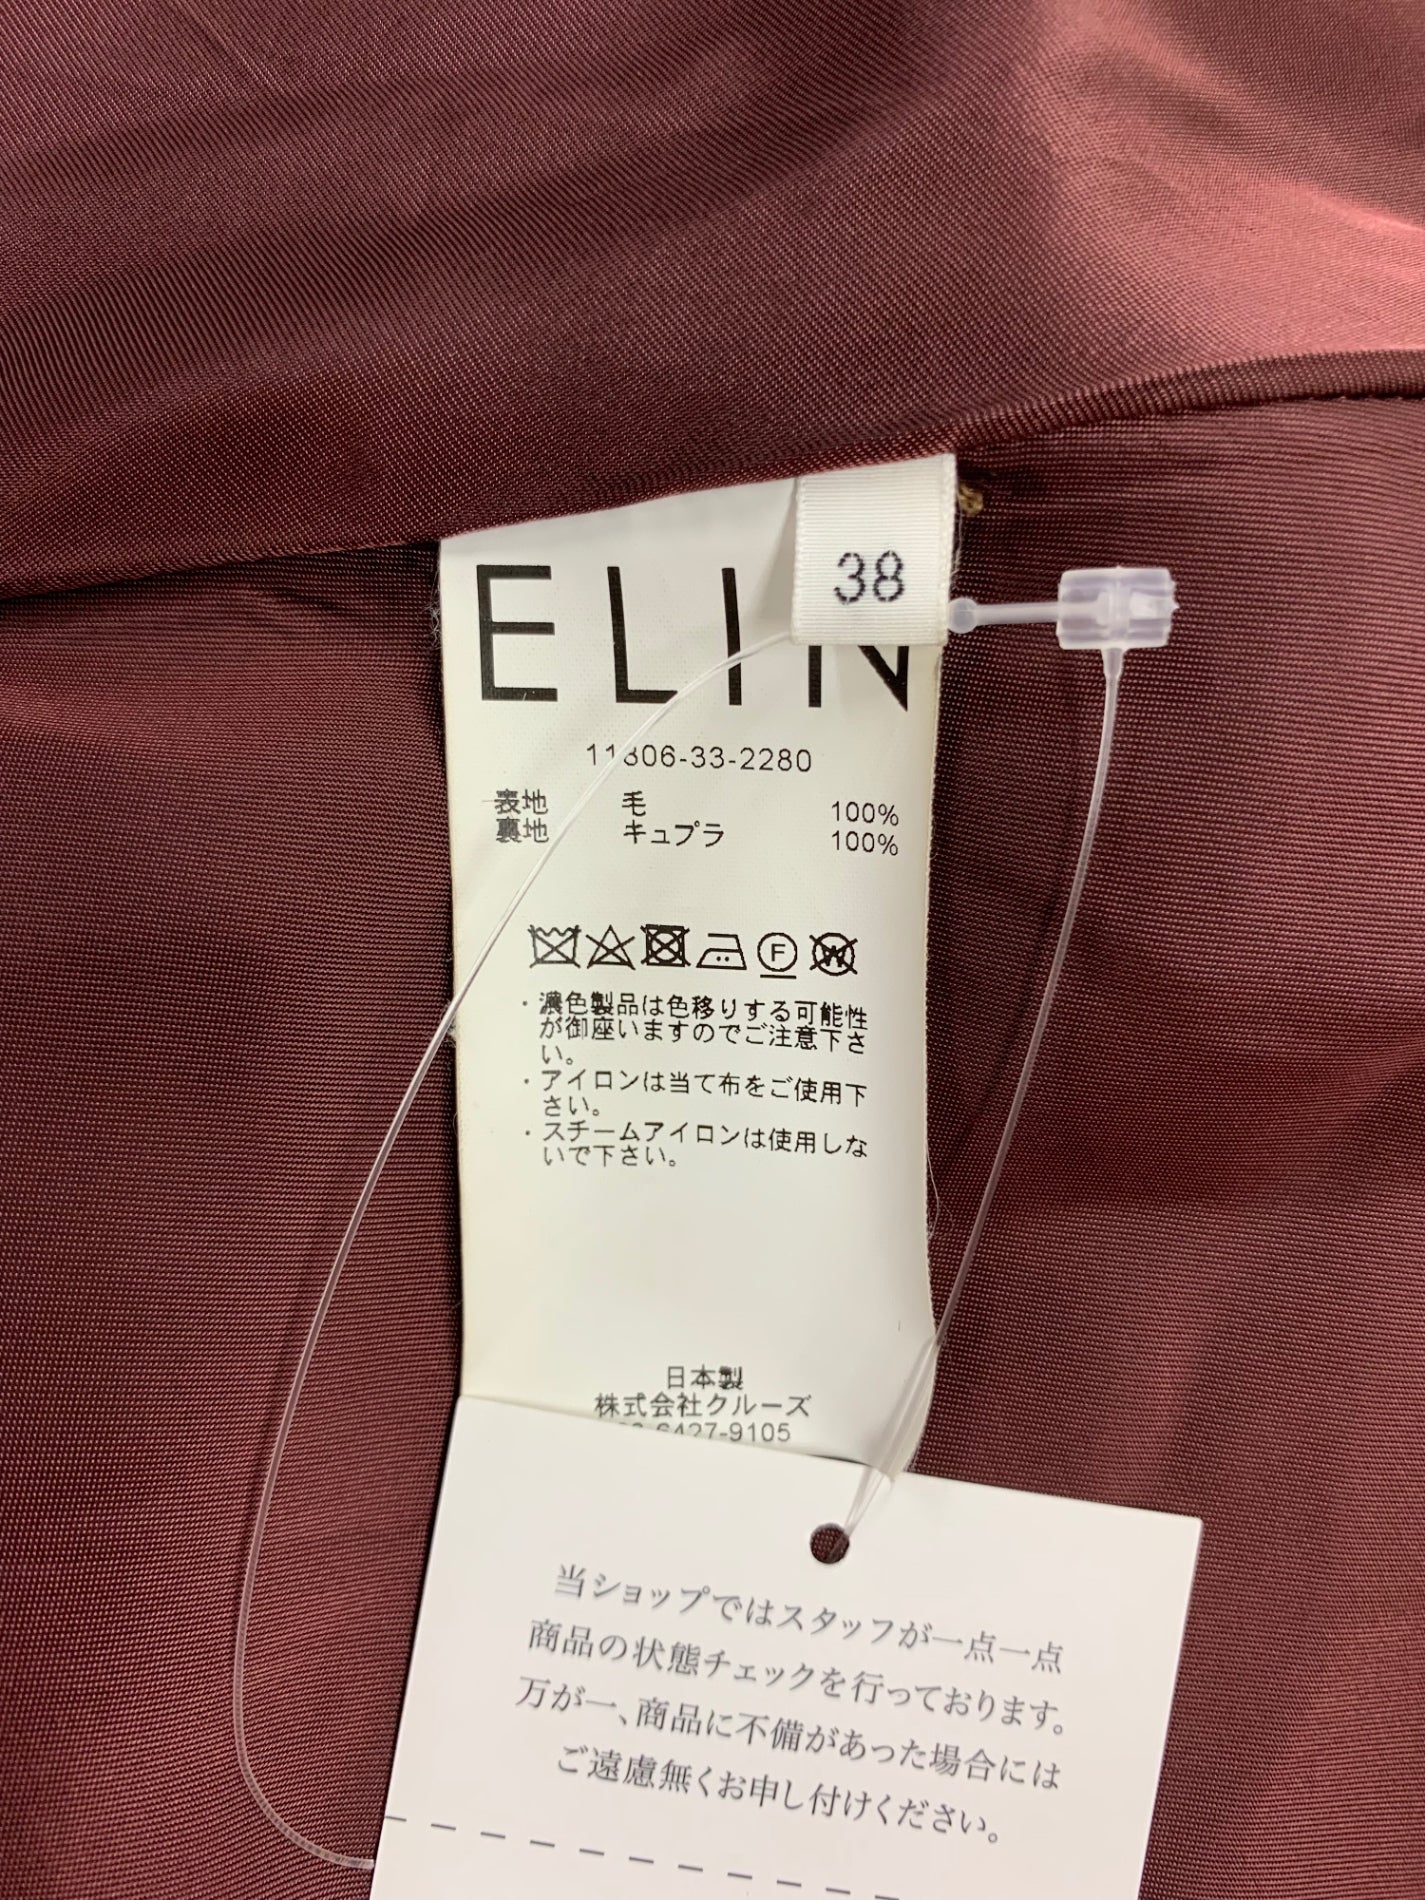 38
ELIN
11806-33-2280
表地 毛 100%
裏地 キュプラ 100%
F W
・濃色製品は色移りする可能性
が御座いますのでご注意下さ
い。
・アイロンは当て布をご使用下
さい。
・スチームアイロンは使用しな
いで下さい。
日本製
株式会社クルーズ
6427-9105
当ショップではスタッフが一点一点
商品の状態チェックを行っております。
万が一、商品に不備があった場合には
ご遠慮無くお申し付けください。